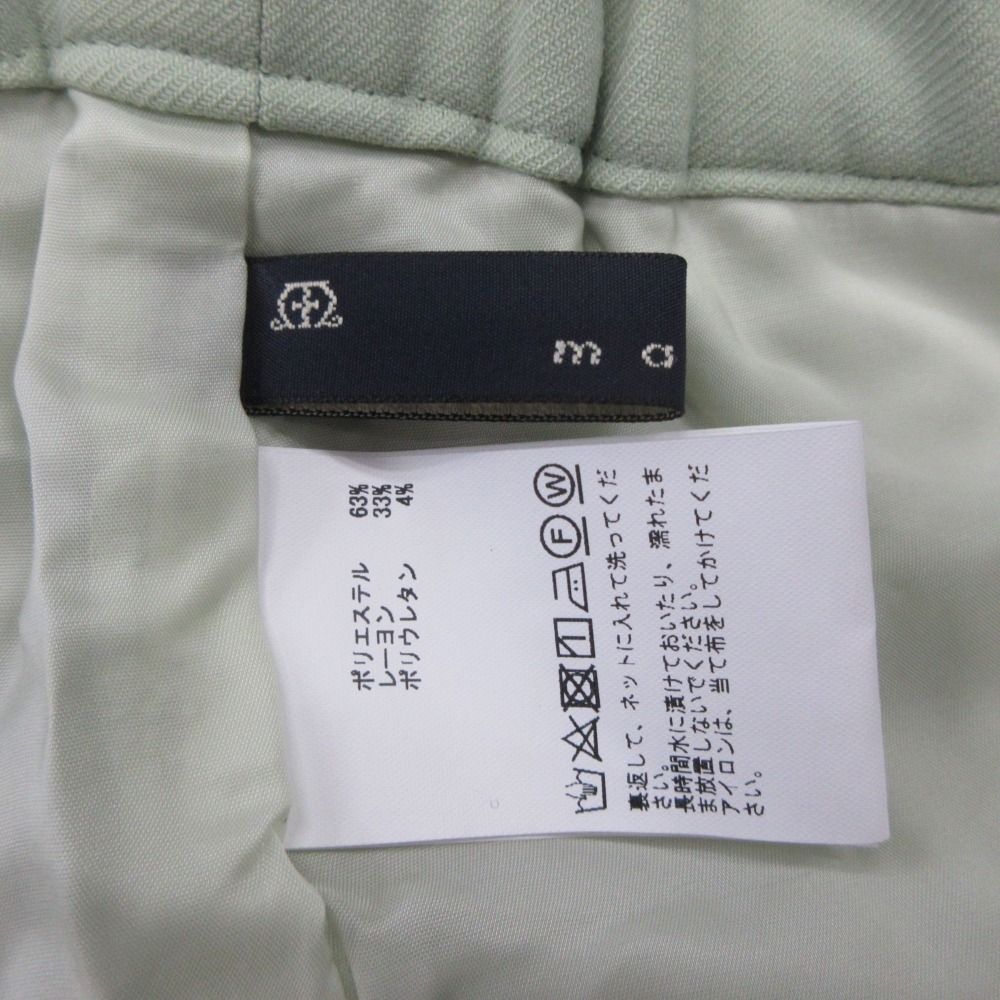 m a
ポリエステル 63%
レーヨン 33%
ポリウレタン 4%
W
F
裏返して、ネットに入れて洗ってくだ
さい。
長時間水に漬けておいたり、濡れたま
ま放置しないでください。
アイロンは、当て布をしてかけてくだ
さい。